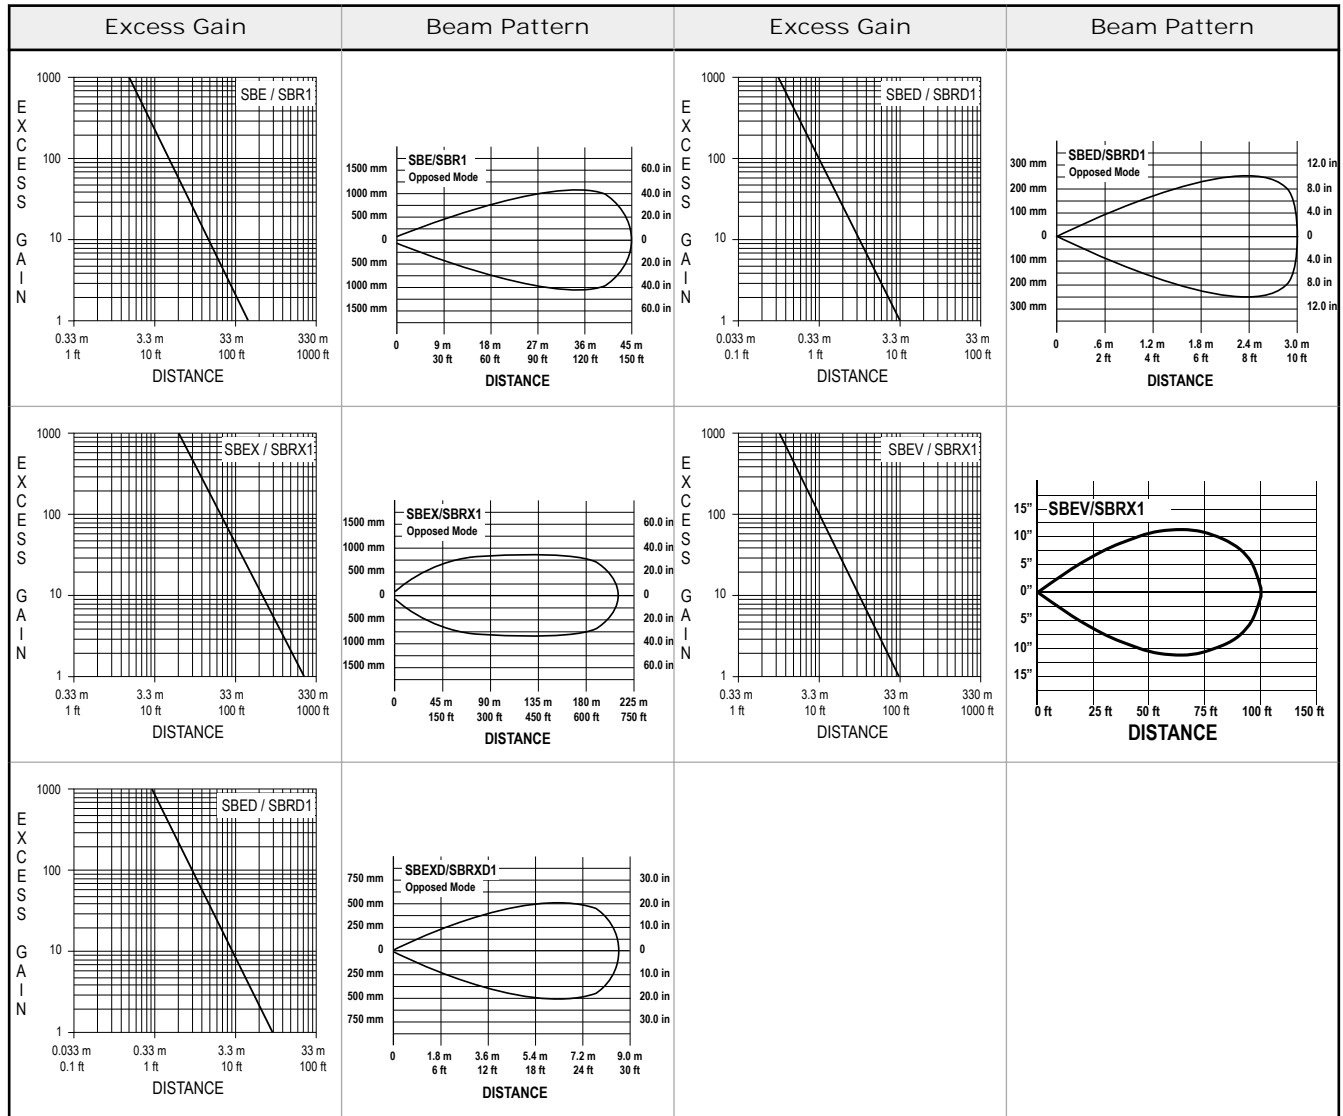 Excess Gain Beam Pattern Excess Gain Beam Pattern
EXCESS GAIN
1000
100
10
1
SBE / SBR1
0.33 m 3.3 m 33 m 330 m
1 ft 10 ft 100 ft 1000 ft
DISTANCE
SBE/SBR1
Opposed Mode
1500 mm 60.0 in
1000 mm 40.0 in
500 mm 20.0 in
0 0
500 mm 20.0 in
1000 mm 40.0 in
1500 mm 60.0 in
0 9 m 18 m 27 m 36 m 45 m
30 ft 60 ft 90 ft 120 ft 150 ft
DISTANCE
EXCESS GAIN
1000
100
10
1
SBED / SBRD1
0.033 m 0.33 m 3.3 m 33 m
0.1 ft 1 ft 10 ft 100 ft
DISTANCE
SBED/SBRD1
Opposed Mode
300 mm 12.0 in
200 mm 8.0 in
100 mm 4.0 in
0 0
100 mm 4.0 in
200 mm 8.0 in
300 mm 12.0 in
0 .6 m 1.2 m 1.8 m 2.4 m 3.0 m
2 ft 4 ft 6 ft 8 ft 10 ft
DISTANCE
EXCESS GAIN
1000
100
10
1
SBEX / SBRX1
0.33 m 3.3 m 33 m 330 m
1 ft 10 ft 100 ft 1000 ft
DISTANCE
SBEX/SBRX1
Opposed Mode
1500 mm 60.0 in
1000 mm 40.0 in
500 mm 20.0 in
0 0
500 mm 20.0 in
1000 mm 40.0 in
1500 mm 60.0 in
0 45 m 90 m 135 m 180 m 225 m
150 ft 300 ft 450 ft 600 ft 750 ft
DISTANCE
EXCESS GAIN
1000
100
10
1
SBEV / SBRX1
0.33 m 3.3 m 33 m 330 m
1 ft 10 ft 100 ft 1000 ft
DISTANCE
SBEV/SBRX1
15”
10”
5”
0”
5”
10”
15”
0 ft 25 ft 50 ft 75 ft 100 ft 150 ft
DISTANCE
EXCESS GAIN
1000
100
10
1
SBED / SBRD1
0.033 m 0.33 m 3.3 m 33 m
0.1 ft 1 ft 10 ft 100 ft
DISTANCE
SBEXD/SBRXD1
Opposed Mode
750 mm 30.0 in
500 mm 20.0 in
250 mm 10.0 in
0 0
250 mm 10.0 in
500 mm 20.0 in
750 mm 30.0 in
0 1.8 m 3.6 m 5.4 m 7.2 m 9.0 m
6 ft 12 ft 18 ft 24 ft 30 ft
DISTANCE